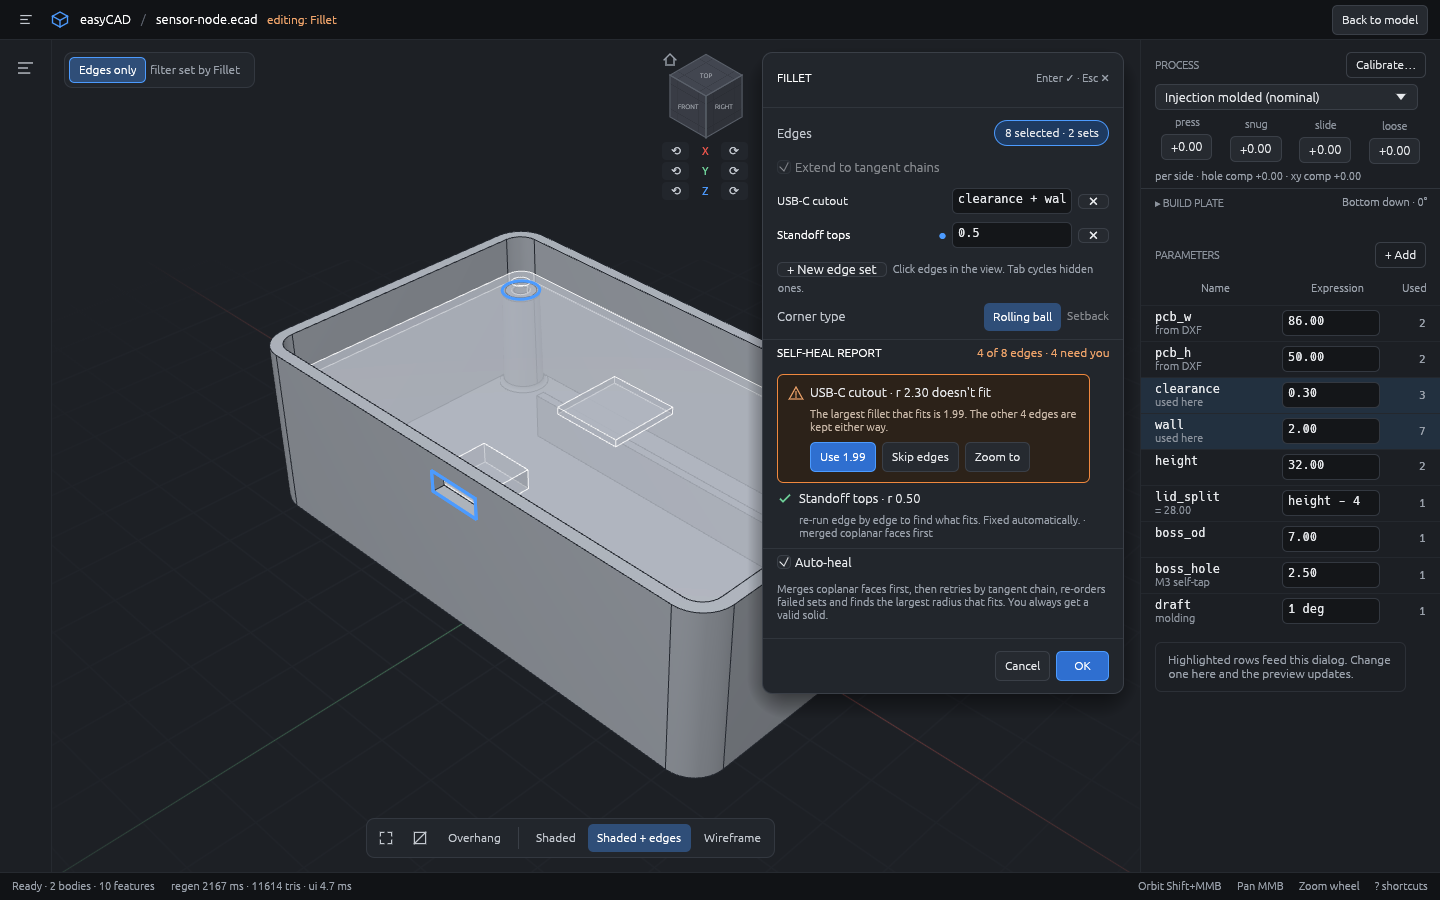 easyCAD / sensor-node.ecad editing: Fillet
Back to model
Edges only filter set by Fillet
TOP
FRONT RIGHT
X
Y
Z
FILLET Enter ✓ · Esc ✕
Edges 8 selected · 2 sets
Extend to tangent chains
USB-C cutout clearance + wal ✕
Standoff tops 0.5 ✕
+ New edge set Click edges in the view. Tab cycles hidden
ones.
Corner type Rolling ball Setback
SELF-HEAL REPORT 4 of 8 edges · 4 need you
USB-C cutout · r 2.30 doesn't fit
The largest fillet that fits is 1.99. The other 4 edges are
kept either way.
Use 1.99 Skip edges Zoom to
Standoff tops · r 0.50
re-run edge by edge to find what fits. Fixed automatically. ·
merged coplanar faces first
Auto-heal
Merges coplanar faces first, then retries by tangent chain, re-orders
failed sets and finds the largest radius that fits. You always get a
valid solid.
Cancel OK
PROCESS Calibrate...
Injection molded (nominal)
press snug slide loose
+0.00 +0.00 +0.00 +0.00
per side · hole comp +0.00 · xy comp +0.00
▸ BUILD PLATE Bottom down · 0°
PARAMETERS + Add
Name Expression Used
pcb_w 86.00 2
from DXF
pcb_h 50.00 2
from DXF
clearance 0.30 3
used here
wall 2.00 7
used here
height 32.00 2
lid_split height - 4 1
= 28.00
boss_od 7.00 1
boss_hole 2.50 1
M3 self-tap
draft 1 deg 1
molding
Highlighted rows feed this dialog. Change
one here and the preview updates.
Overhang Shaded Shaded + edges Wireframe
Ready · 2 bodies · 10 features regen 2167 ms · 11614 tris · ui 4.7 ms
Orbit Shift+MMB Pan MMB Zoom wheel ? shortcuts